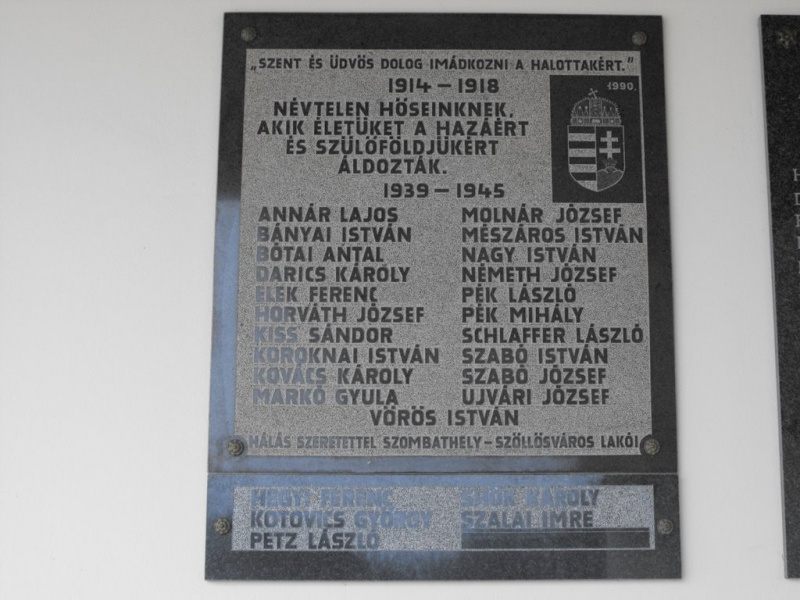 „SZENT ÉS ÜDVÖS DOLOG IMÁDKOZNI A HALOTTAKÉRT.”
1914 – 1918
1990.
NÉVTELEN HŐSEINKNEK,
AKIK ÉLETÜKET A HAZÁÉRT
ÉS SZÜLŐFÖLDJÜKÉRT
ÁLDOZTÁK.
1939 – 1945
ANNÁR LAJOS MOLNÁR JÓZSEF
BÁNYAI ISTVÁN MÉSZÁROS ISTVÁN
BÓTAI ANTAL NAGY ISTVÁN
DARICS KÁROLY NÉMETH JÓZSEF
ELEK FERENC PÉK LÁSZLÓ
HORVÁTH JÓZSEF PÉK MIHÁLY
KISS SÁNDOR SCHLAFFER LÁSZLÓ
KOROKNAI ISTVÁN SZABÓ ISTVÁN
KOVÁCS KÁROLY SZABÓ JÓZSEF
MARKÓ GYULA UJVÁRI JÓZSEF
VÖRÖS ISTVÁN
HÁLÁS SZERETETTEL SZOMBATHELY – SZŐLLŐSVÁROS LAKÓI
HEGYI FERENC SMUK KÁROLY
KOTOVICS GYÖRGY SZALAI IMRE
PETZ LÁSZLÓ